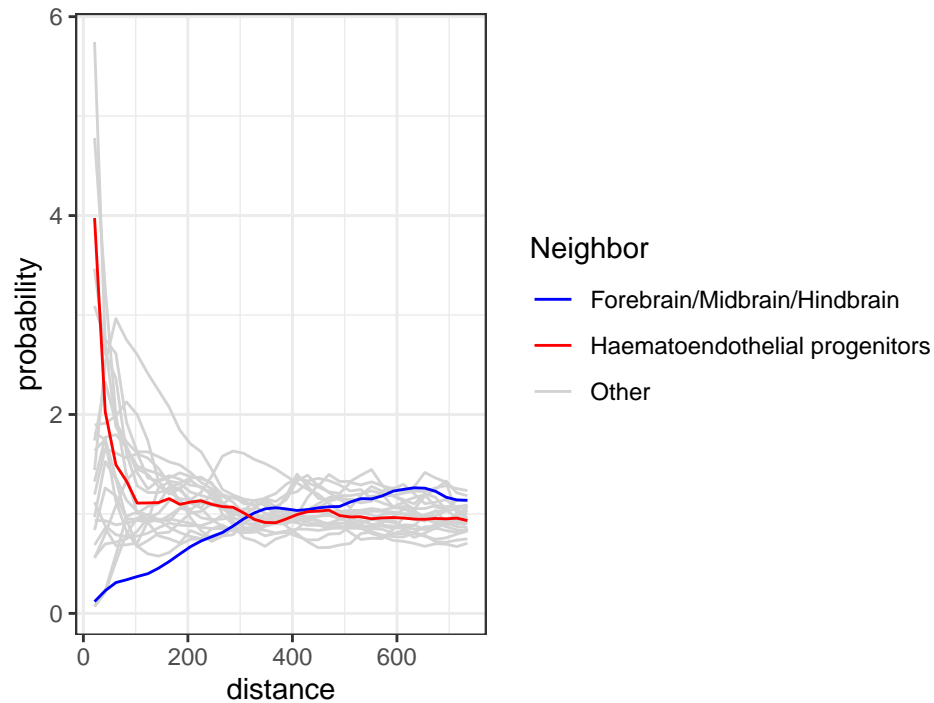 6
4
2
0
probability
0
200
400
600
distance
Neighbor
Forebrain/Midbrain/Hindbrain
Haematoendothelial progenitors
Other